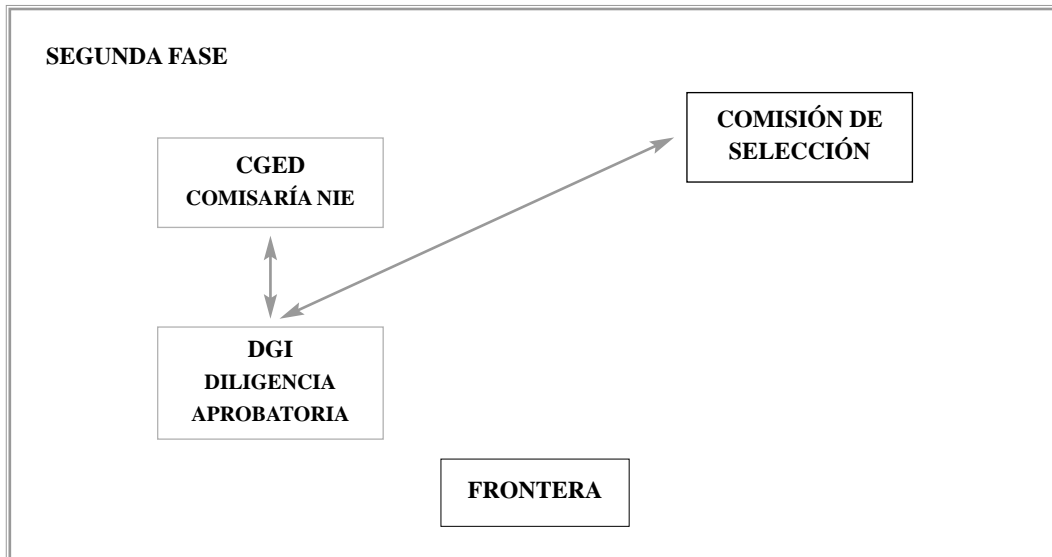 SEGUNDA FASE
COMISIÓN DE
SELECCIÓN
CGED
COMISARÍA NIE
DGI
DILIGENCIA
APROBATORIA
FRONTERA